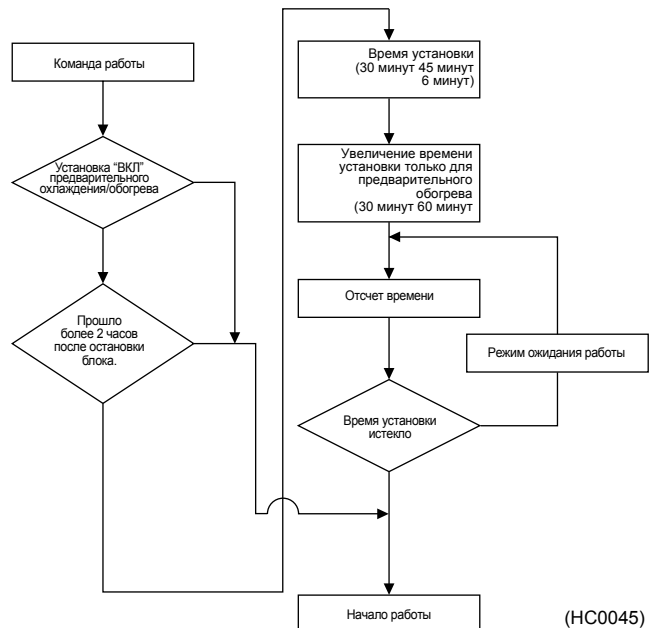 Команда работы
Установка “ВКЛ”
предварительного
охлаждения/обогрева
Прошло
более 2 часов
после остановки
блока.
Время установки
(30 минут 45 минут
6 минут)
Увеличение времени
установки только для
предварительного
обогрева
(30 минут 60 минут
Отсчет времени
Режим ожидания работы
Время установки
истекло
Начало работы
(HC0045)